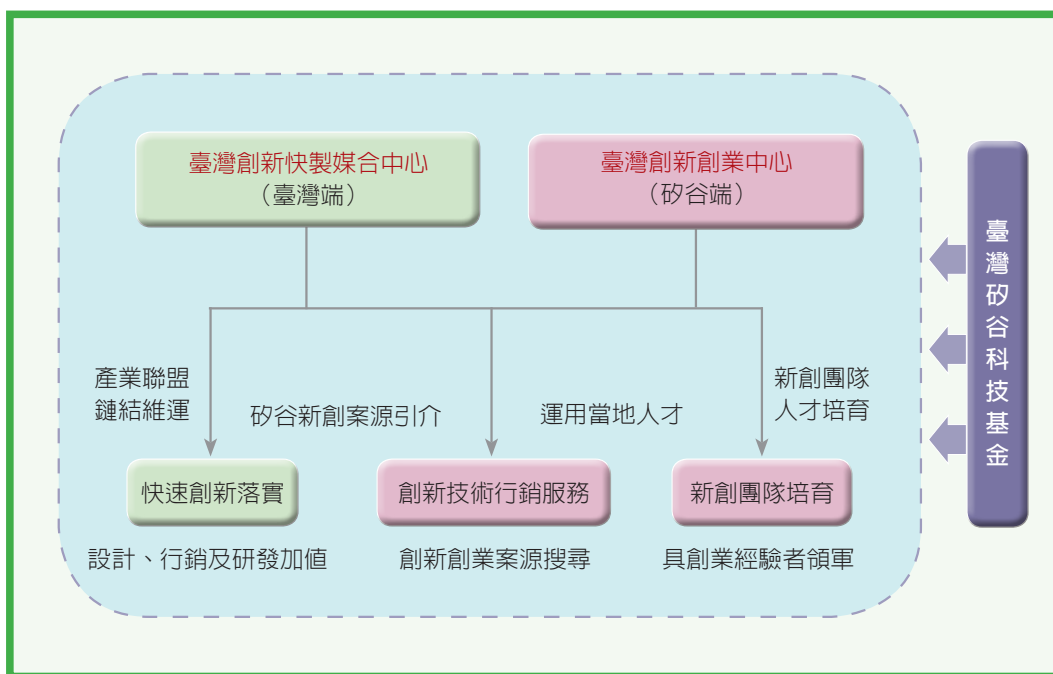 臺灣創新快製媒合中心
（臺灣端）
臺灣創新創業中心
（矽谷端）
產業聯盟
鏈結維運
矽谷新創案源引介
運用當地人才
新創團隊
人才培育
快速創新落實
創新技術行銷服務
新創團隊培育
設計、行銷及研發加值
創新創業案源搜尋
具創業經驗者領軍
臺灣矽谷科技基金